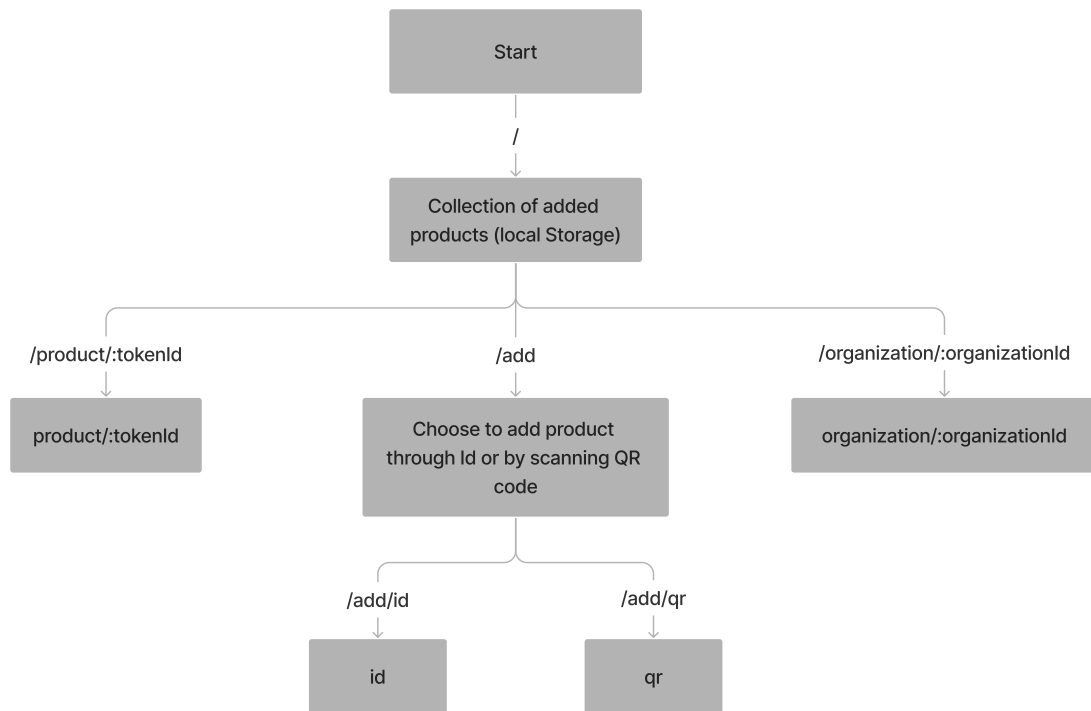 Start
/
Collection of added
products (local Storage)
/product/:tokenId
/add
/organization/:organizationId
product/:tokenId
Choose to add product
through Id or by scanning QR
code
organization/:organizationId
/add/id
/add/qr
id
qr